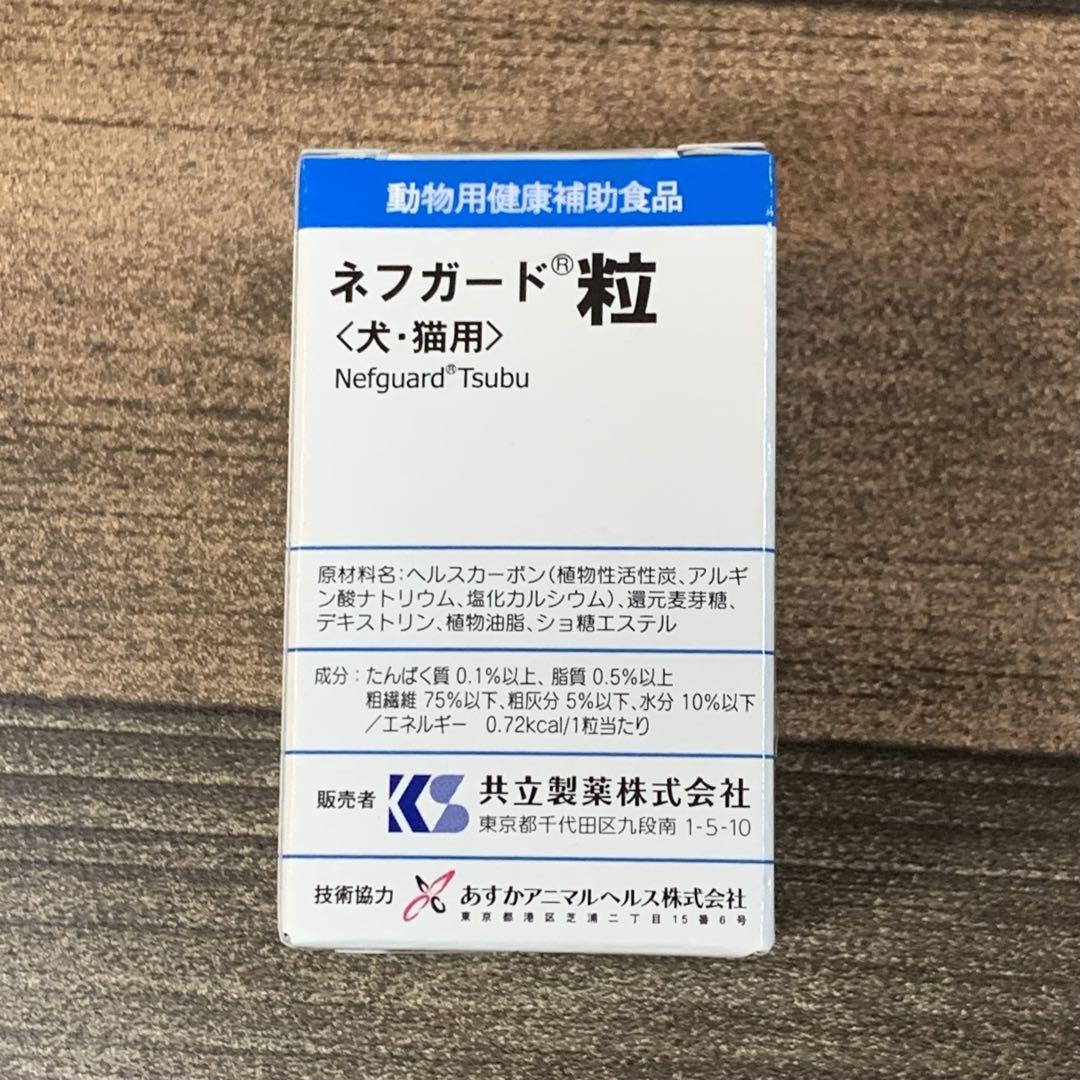 動物用健康補助食品
ネフガード®粒
〈犬・猫用〉
Nefguard®Tsubu
原材料名:ヘルスカーボン(植物性活性炭、アルギ
ン酸ナトリウム、塩化カルシウム)、還元麦芽糖、
デキストリン、植物油脂、ショ糖エステル
成分:たんぱく質 0.1%以上、脂質 0.5%以上
粗繊維 75%以下、粗灰分 5%以下、水分 10%以下
/エネルギー 0.72kcal/1粒当たり
販売者 KS 共立製薬株式会社
東京都千代田区九段南 1-5-10
技術協力 あすかアニマルヘルス株式会社
東京都港区芝浦二丁目15番6号